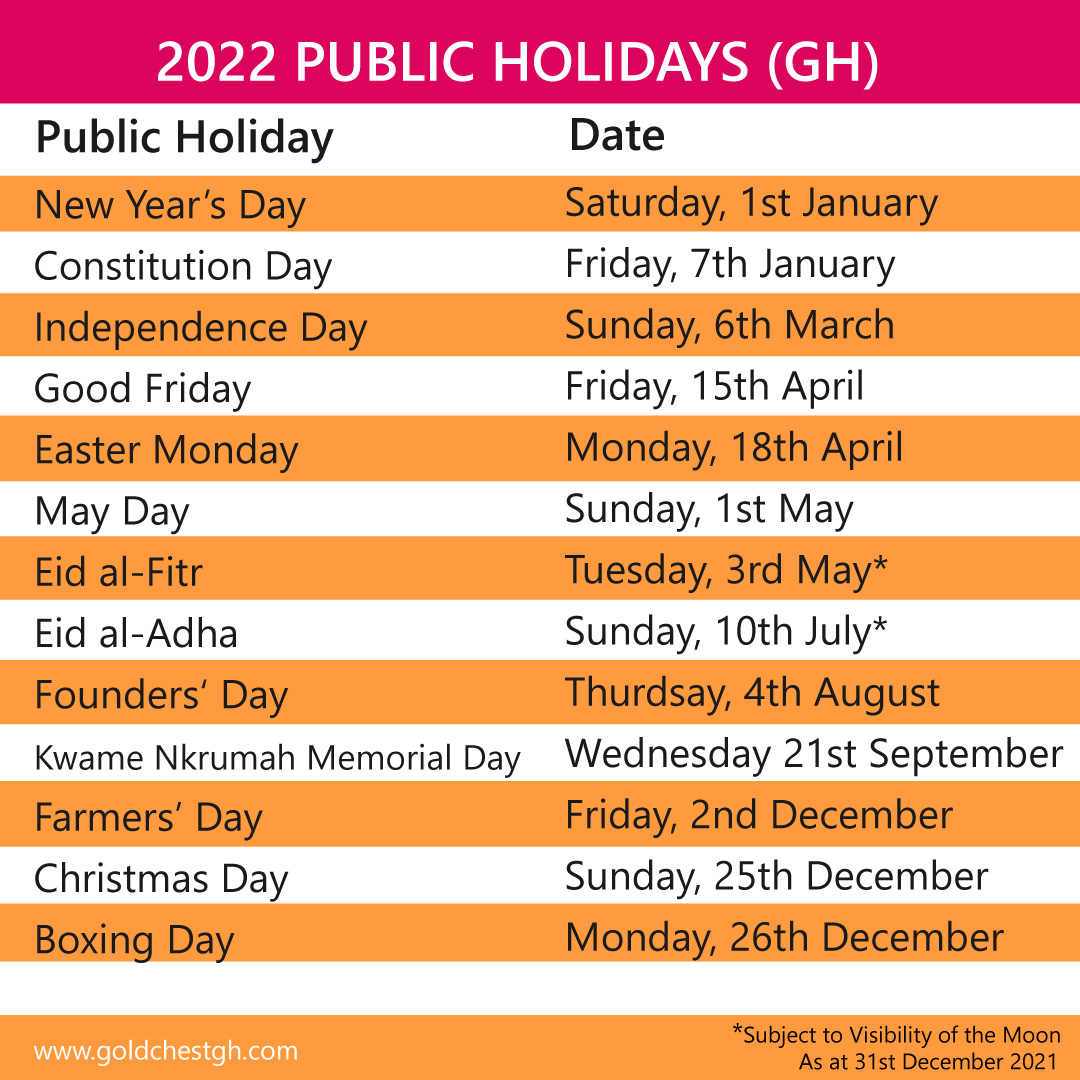 2022 PUBLIC HOLIDAYS (GH)
Public Holiday Date
New Year’s Day Saturday, 1st January
Constitution Day Friday, 7th January
Independence Day Sunday, 6th March
Good Friday Friday, 15th April
Easter Monday Monday, 18th April
May Day Sunday, 1st May
Eid al-Fitr Tuesday, 3rd May*
Eid al-Adha Sunday, 10th July*
Founders‘ Day Thurdsay, 4th August
Kwame Nkrumah Memorial Day Wednesday 21st September
Farmers’ Day Friday, 2nd December
Christmas Day Sunday, 25th December
Boxing Day Monday, 26th December
*Subject to Visibility of the Moon
www.goldchestgh.com As at 31st December 2021